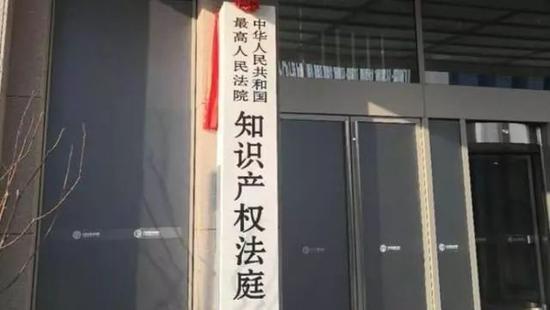 中华人民共和国
最高人民法院
知识产权法庭